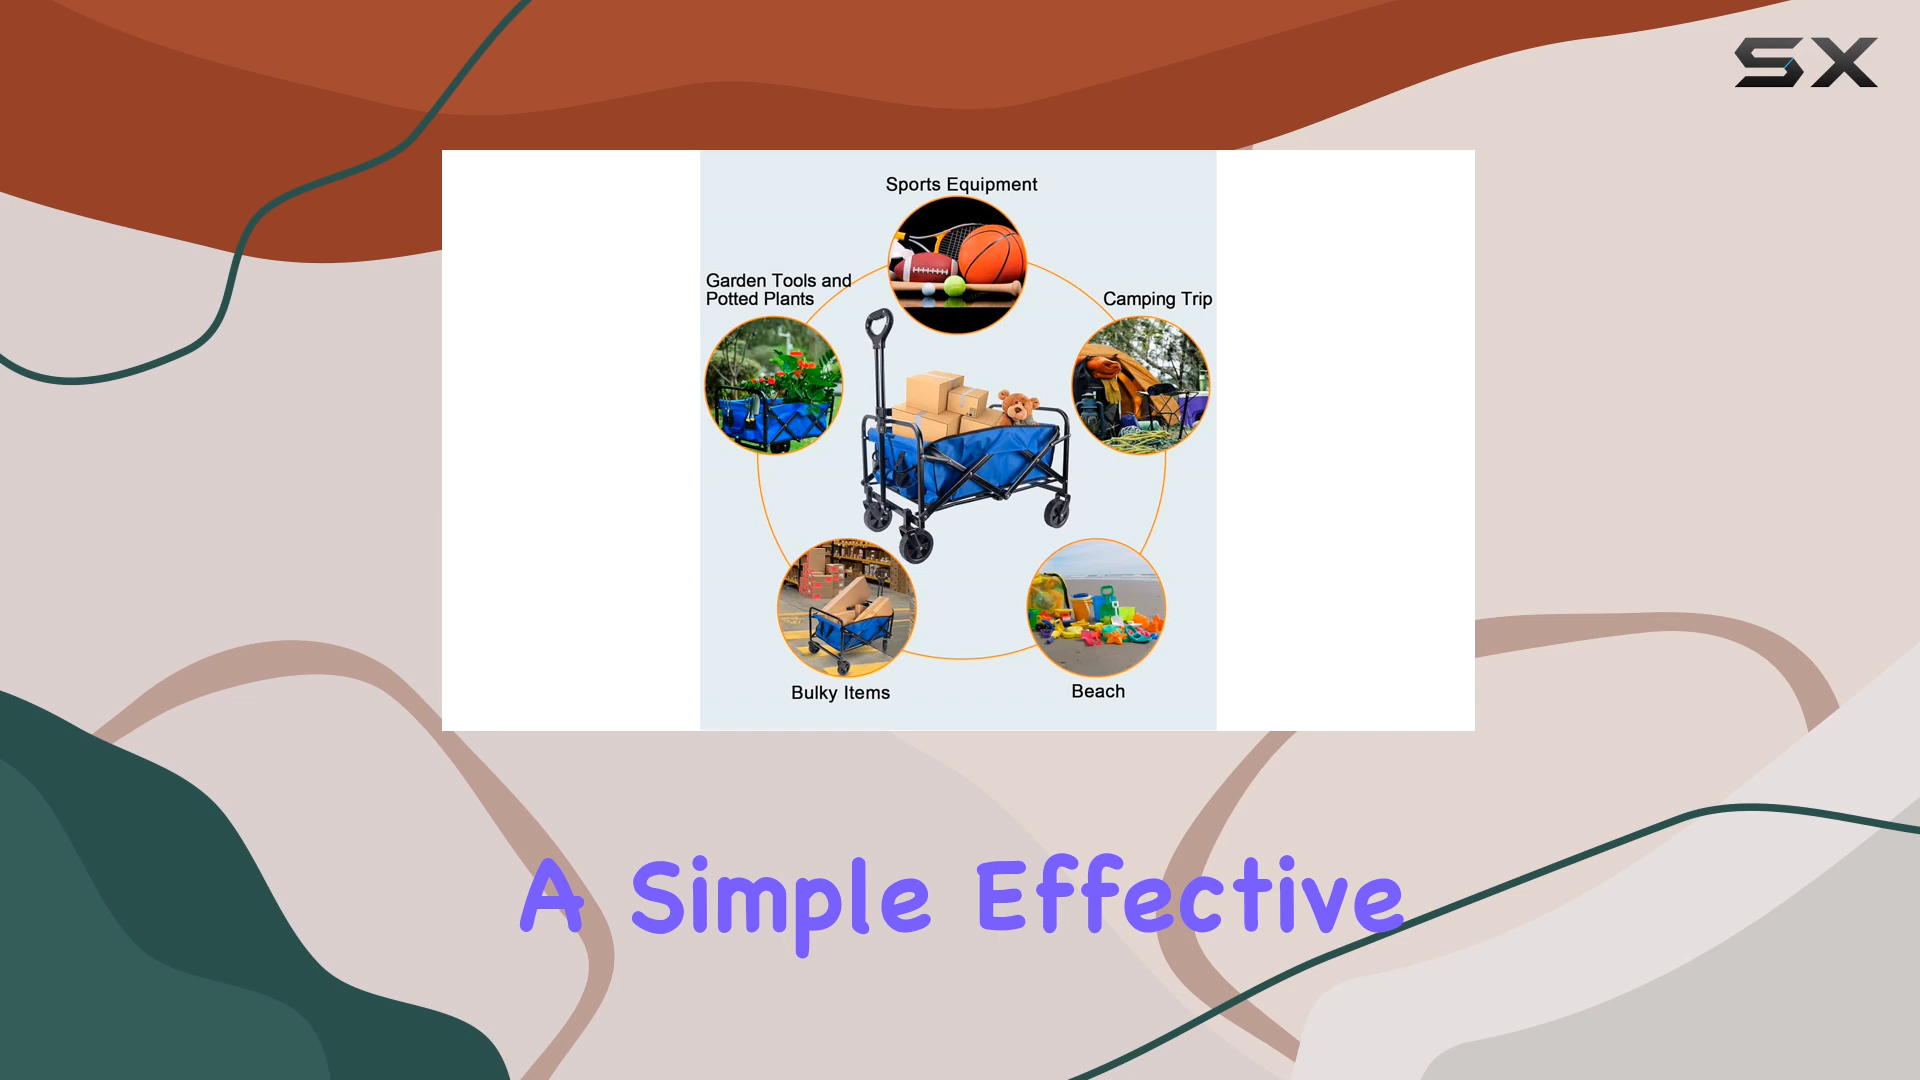 SX
Sports Equipment
Garden Tools and
Potted Plants
Camping Trip
Bulky Items
Beach
A Simple Effective